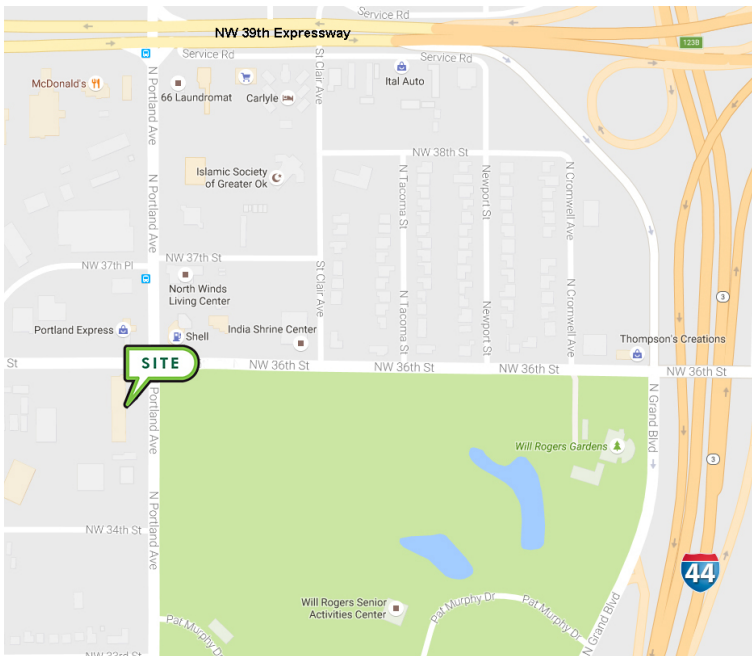 Service Rd
NW 39th Expressway
123B
Service Rd
Service Rd
McDonald's
66 Laundromat
Carlyle
Ital Auto
St Clair Ave
N Portland Ave
NW 38th St
Islamic Society
of Greater Ok
N Tacoma St
Newport St
N Cromwell Ave
N Portland Ave
NW 37th St
NW 37th Pl
St Clair Ave
N Tacoma St
Newport St
N Cromwell Ave
North Winds
Living Center
3
Portland Express
Shell
India Shrine Center
Thompson's Creations
SITE
St
NW 36th St
NW 36th St
NW 36th St
NW 36th St
Portland Ave
N Grand Blvd
Will Rogers Gardens
3
N Portland Ave
NW 34th St
44
Will Rogers Senior
Activities Center
Pat Murphy Dr
Pat Murphy Dr
Pat Murphy Dr
N Grand Blvd
NW 33rd St